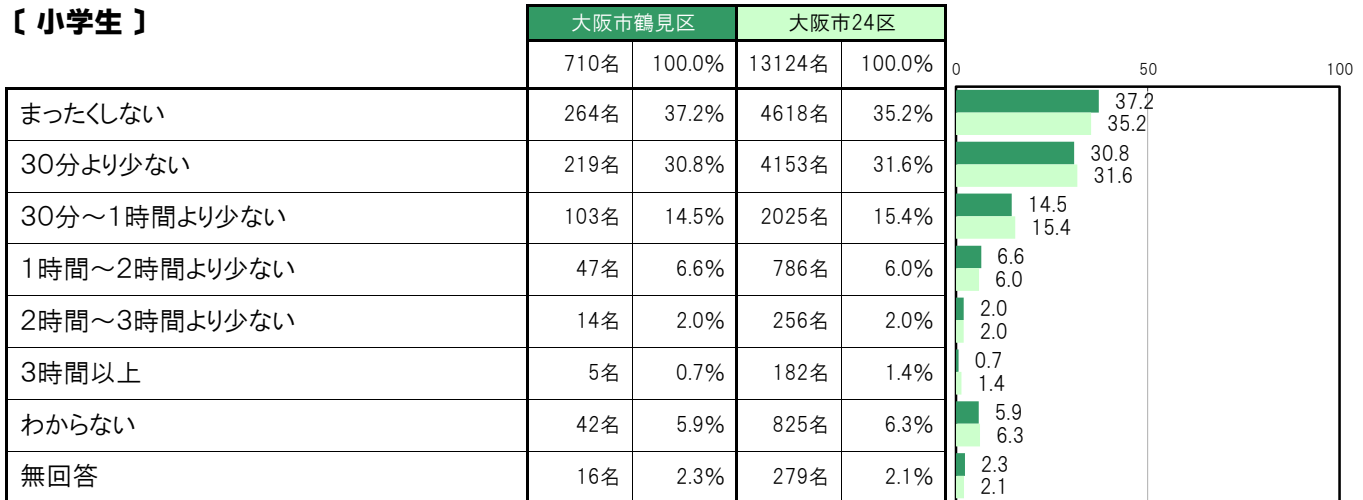 〔 小学生 〕
大阪市鶴見区 大阪市24区
710名 100.0% 13124名 100.0%
0 50 100
まったくしない 264名 37.2% 4618名 35.2% 37.2
35.2
30分より少ない 219名 30.8% 4153名 31.6% 30.8
31.6
30分～1時間より少ない 103名 14.5% 2025名 15.4% 14.5
15.4
1時間～2時間より少ない 47名 6.6% 786名 6.0% 6.6
6.0
2時間～3時間より少ない 14名 2.0% 256名 2.0% 2.0
2.0
3時間以上 5名 0.7% 182名 1.4% 0.7
1.4
わからない 42名 5.9% 825名 6.3% 5.9
6.3
無回答 16名 2.3% 279名 2.1% 2.3
2.1